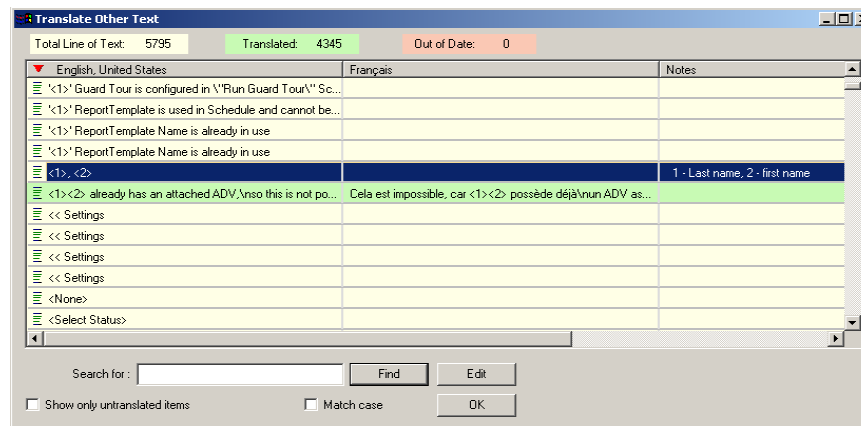 Translate Other Text
Total Line of Text: 5795 Translated: 4345 Out of Date: 0
English, United States Français Notes
'<1>' Guard Tour is configured in \"Run Guard Tour\" Sc...
'<1>' ReportTemplate is used in Schedule and cannot be...
'<1>' ReportTemplate Name is already in use
'<1>' ReportTemplate Name is already in use
<1>, <2> 1 - Last name, 2 - first name
<1><2> already has an attached ADV,\nso this is not po... Cela est impossible, car <1><2> possède déjà\nun ADV as...
<< Settings
<< Settings
<< Settings
<< Settings
<None>
<Select Status>
Search for : Find Edit
Show only untranslated items Match case OK